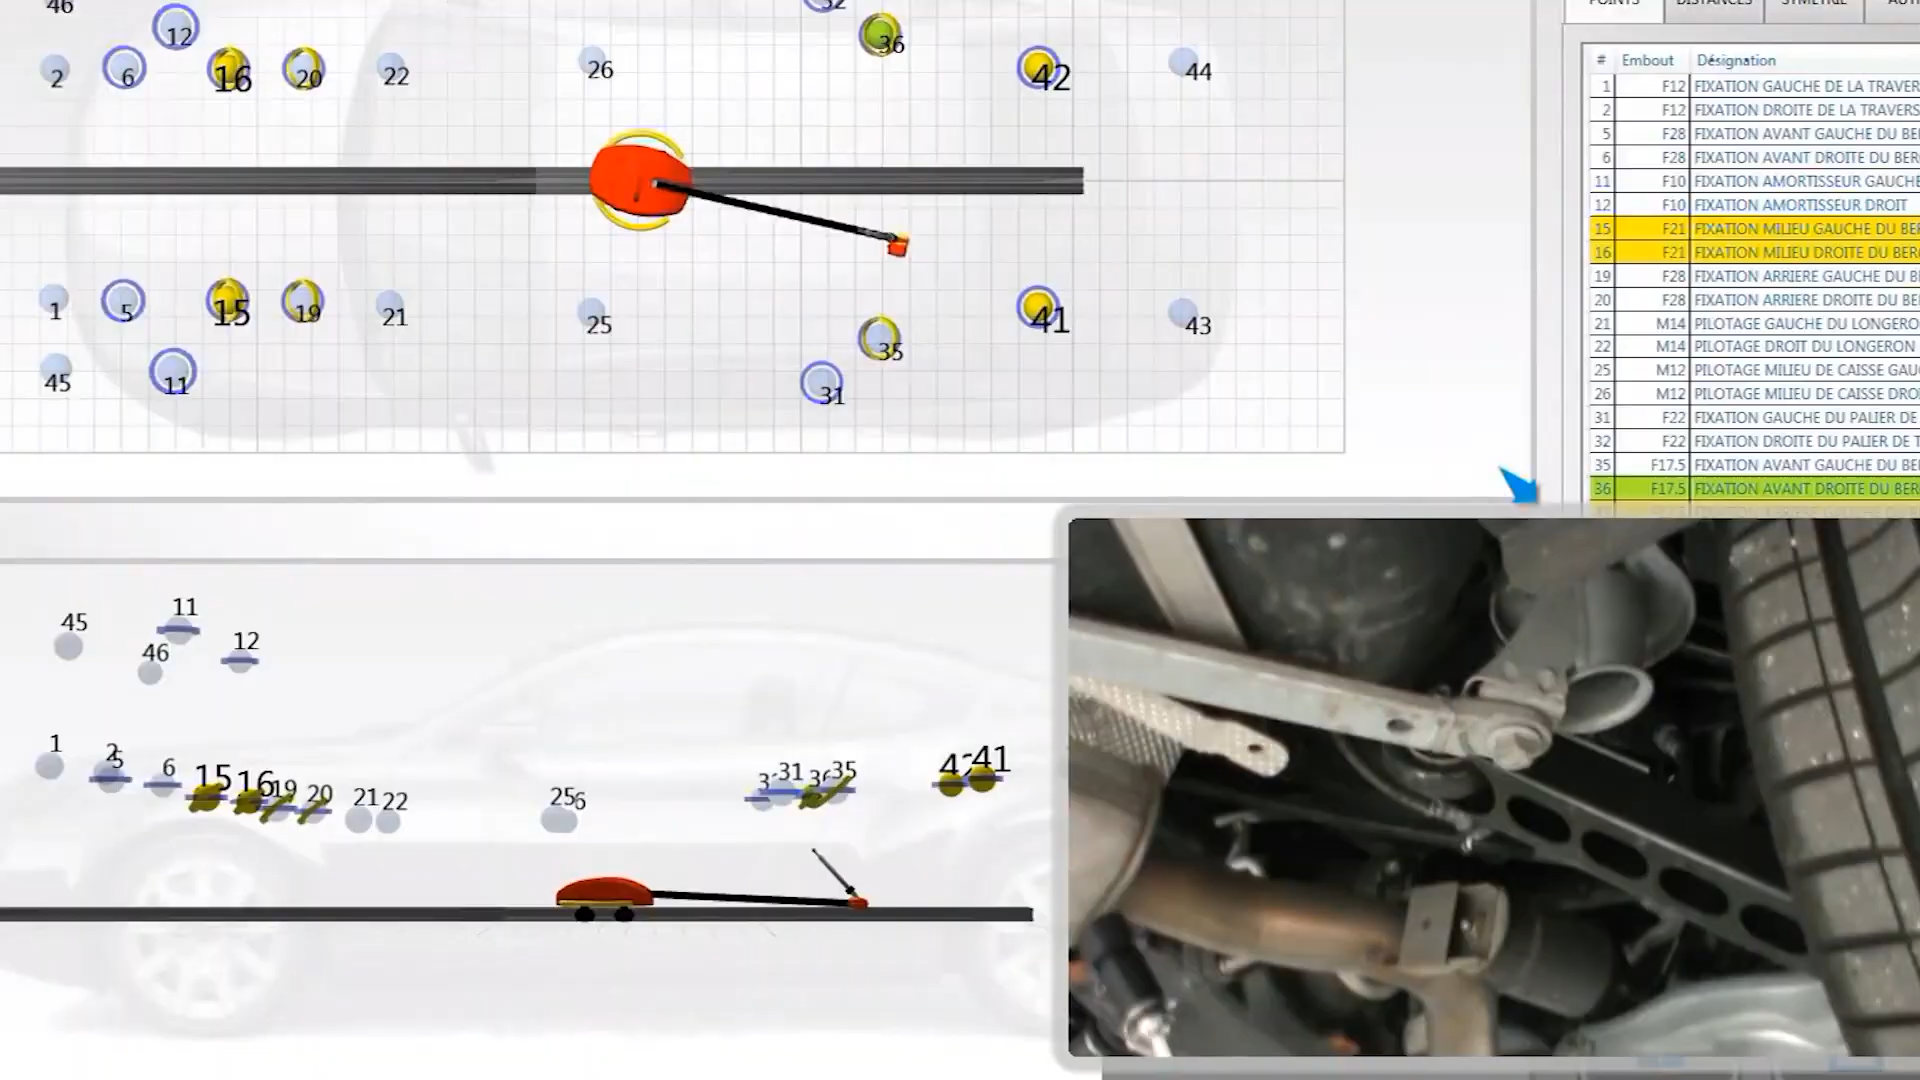 46
12
2
6
16
20
22
26
32
36
42
44
1
5
15
19
21
25
35
41
43
45
11
31
POINTS DISTANCES SYMETRIE
# Embout Désignation
1 F12 FIXATION GAUCHE DE LA TRAVER
2 F12 FIXATION DROITE DE LA TRAVERS
5 F28 FIXATION AVANT GAUCHE DU BE
6 F28 FIXATION AVANT DROITE DU BER
11 F10 FIXATION AMORTISSEUR GAUCHE
12 F10 FIXATION AMORTISSEUR DROIT
15 F21 FIXATION MILIEU GAUCHE DU BE
16 F21 FIXATION MILIEU DROITE DU BER
19 F28 FIXATION ARRIERE GAUCHE DU B
20 F28 FIXATION ARRIERE DROITE DU BE
21 M14 PILOTAGE GAUCHE DU LONGERO
22 M14 PILOTAGE DROIT DU LONGERON
25 M12 PILOTAGE MILIEU DE CAISSE GAU
26 M12 PILOTAGE MILIEU DE CAISSE DRO
31 F22 FIXATION GAUCHE DU PALIER DE
32 F22 FIXATION DROITE DU PALIER DE T
35 F17.5 FIXATION AVANT GAUCHE DU BE
36 F17.5 FIXATION AVANT DROITE DU BER
45
11
46
12
1
2
5
6
15
16
19
20
21
22
25
6
31
35
41